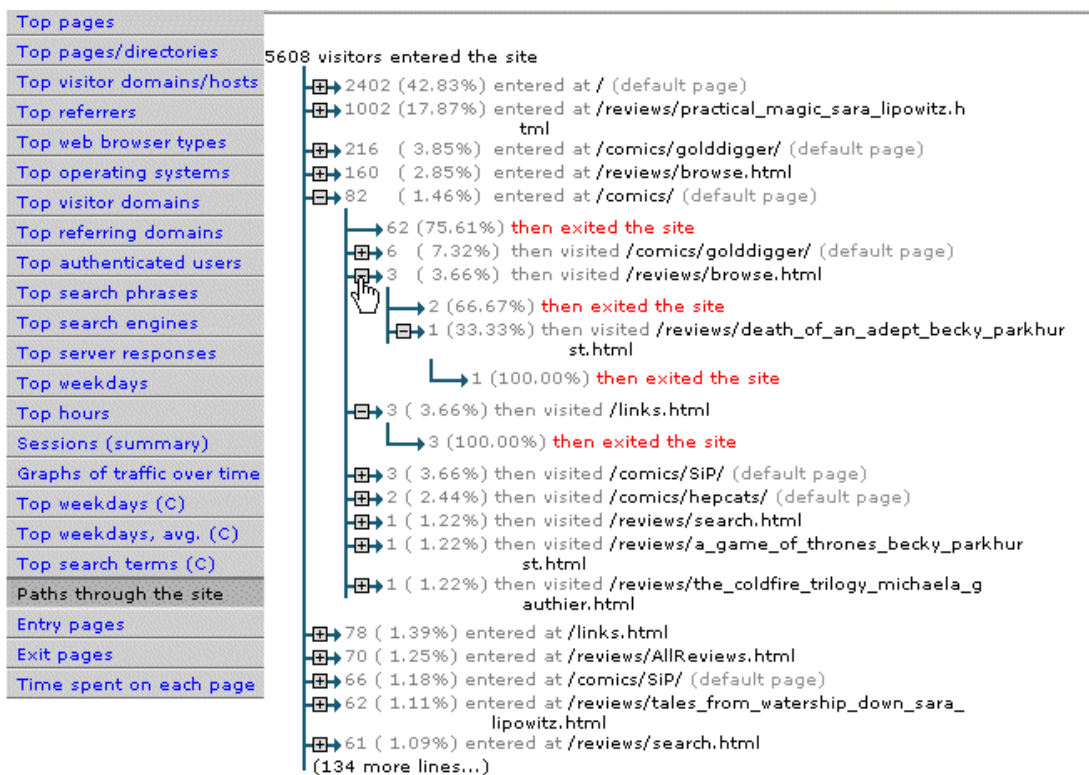 Top pages
Top pages/directories
Top visitor domains/hosts
Top referrers
Top web browser types
Top operating systems
Top visitor domains
Top referring domains
Top authenticated users
Top search phrases
Top search engines
Top server responses
Top weekdays
Top hours
Sessions (summary)
Graphs of traffic over time
Top weekdays (C)
Top weekdays, avg. (C)
Top search terms (C)
Paths through the site
Entry pages
Exit pages
Time spent on each page
5608 visitors entered the site
2402 (42.83%) entered at / (default page)
1002 (17.87%) entered at /reviews/practical_magic_sara_lipowitz.h
tml
216 ( 3.85%) entered at /comics/golddigger/ (default page)
160 ( 2.85%) entered at /reviews/browse.html
82 ( 1.46%) entered at /comics/ (default page)
62 (75.61%) then exited the site
6 ( 7.32%) then visited /comics/golddigger/ (default page)
3 ( 3.66%) then visited /reviews/browse.html
2 (66.67%) then exited the site
1 (33.33%) then visited /reviews/death_of_an_adept_becky_parkhur
st.html
1 (100.00%) then exited the site
3 ( 3.66%) then visited /links.html
3 (100.00%) then exited the site
3 ( 3.66%) then visited /comics/SiP/ (default page)
2 ( 2.44%) then visited /comics/hepcats/ (default page)
1 ( 1.22%) then visited /reviews/search.html
1 ( 1.22%) then visited /reviews/a_game_of_thrones_becky_parkhur
st.html
1 ( 1.22%) then visited /reviews/the_coldfire_trilogy_michaela_g
authier.html
78 ( 1.39%) entered at /links.html
70 ( 1.25%) entered at /reviews/AllReviews.html
66 ( 1.18%) entered at /comics/SiP/ (default page)
62 ( 1.11%) entered at /reviews/tales_from_watership_down_sara_
lipowitz.html
61 ( 1.09%) entered at /reviews/search.html
(134 more lines...)